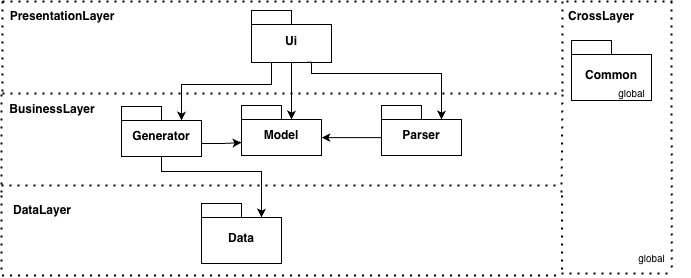 PresentationLayer
CrossLayer
Ui
Common
global
BusinessLayer
Generator
Model
Parser
DataLayer
Data
global